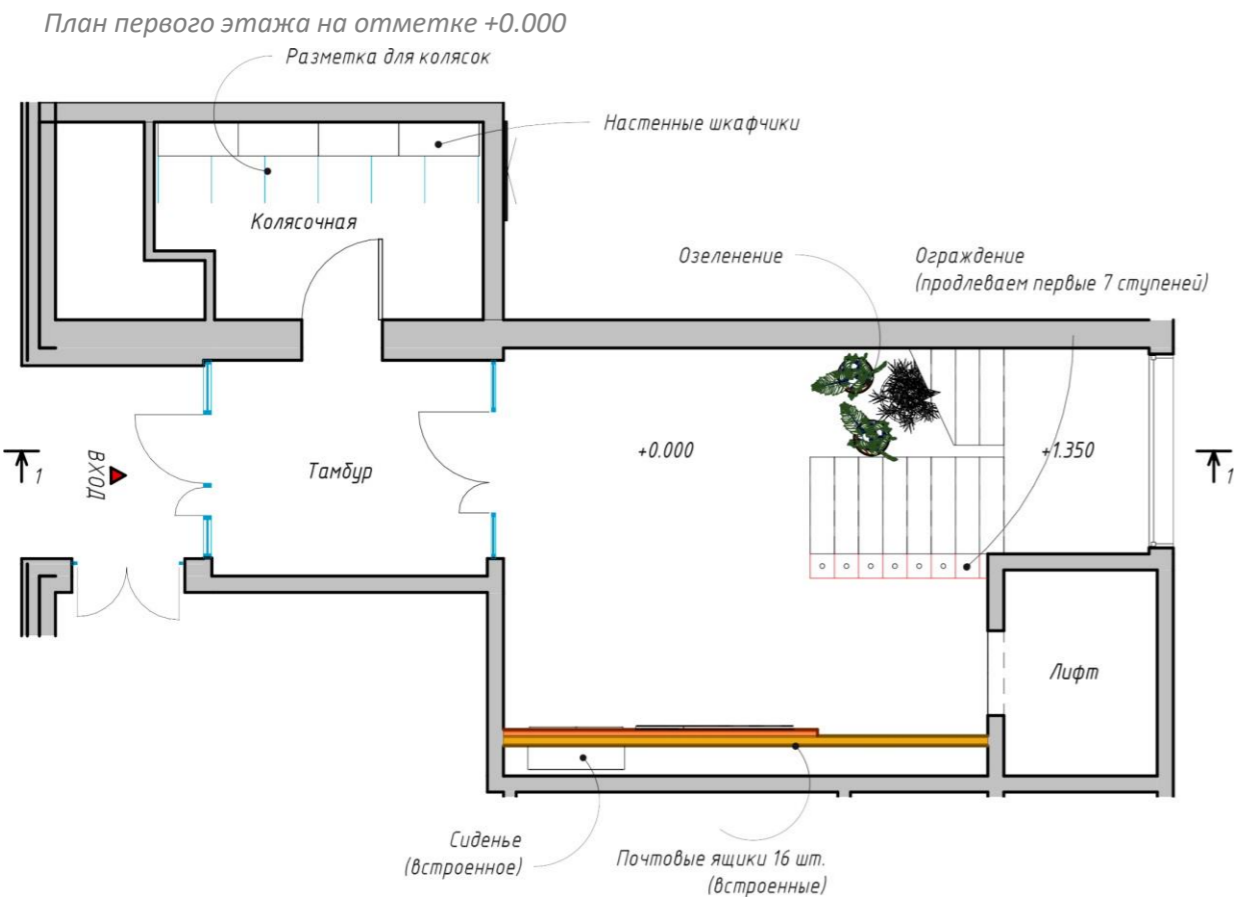 План первого этажа на отметке +0.000
Разметка для колясок
Настенные шкафчики
Колясочная
Озеленение
Ограждение
(продлеваем первые 7 ступеней)
+0.000
+1.350
1
ВХОД
Тамбур
1
Лифт
Сиденье
(встроенное)
Почтовые ящики 16 шт.
(встроенные)